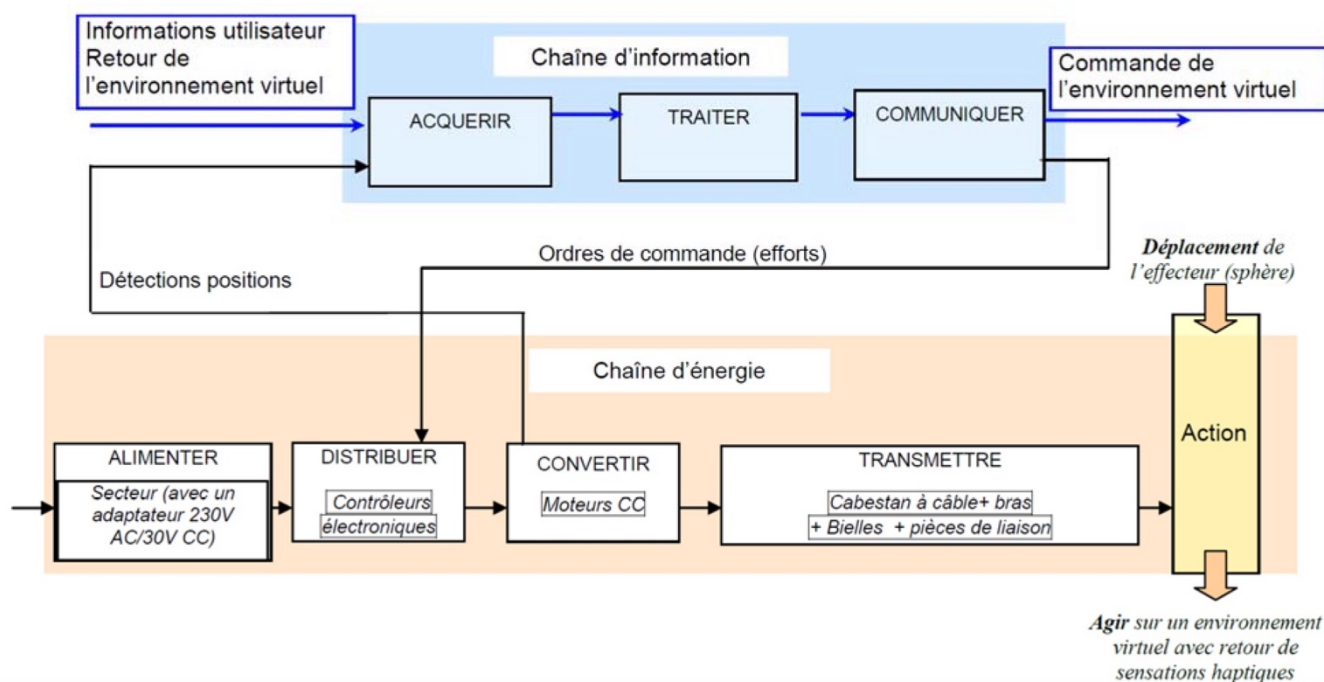 Informations utilisateur
Retour de
l'environnement virtuel
Chaîne d'information
Commande de
l'environnement virtuel
ACQUERIR
TRAITER
COMMUNIQUER
Ordres de commande (efforts)
Détections positions
Déplacement de
l'effecteur (sphère)
Chaîne d'énergie
ALIMENTER
Secteur (avec un
adaptateur 230V
AC/30V CC)
DISTRIBUER
Contrôleurs
électroniques
CONVERTIR
Moteurs CC
TRANSMETTRE
Cabestan à câble+ bras
+ Bielles + pièces de liaison
Action
Agir sur un environnement
virtuel avec retour de
sensations haptiques